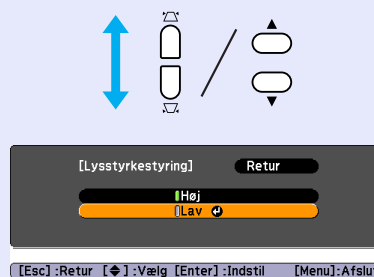 [Lysstyrkestyring] Retur
Høj
Lav
[Esc] :Retur [◆] :Vælg [Enter] :Indstil [Menu]:Afslut